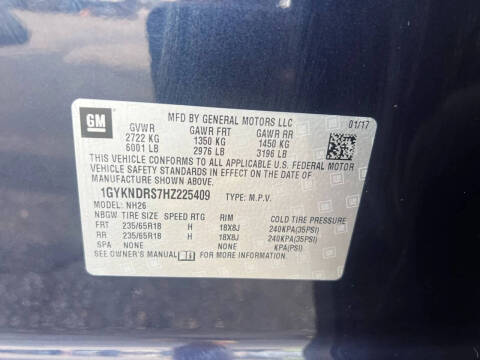 GM
MFD BY GENERAL MOTORS LLC
01/17
GVWR GAWR FRT GAWR RR
2722 KG 1350 KG 1450 KG
6001 LB 2976 LB 3196 LB
THIS VEHICLE CONFORMS TO ALL APPLICABLE U.S. FEDERAL MOTOR
VEHICLE SAFETY STANDARDS IN EFFECT ON THE DATE OF
MANUFACTURE SHOWN ABOVE.
1GYKNDRS7HZ225409 TYPE: M.P.V.
MODEL: NH26
NBGW TIRE SIZE SPEED RTG RIM COLD TIRE PRESSURE
FRT 235/65R18 H 18X8J 240KPA(35PSI)
RR 235/65R18 H 18X8J 240KPA(35PSI)
SPA NONE NONE KPA(PSI)
SEE OWNER'S MANUAL FOR MORE INFORMATION.